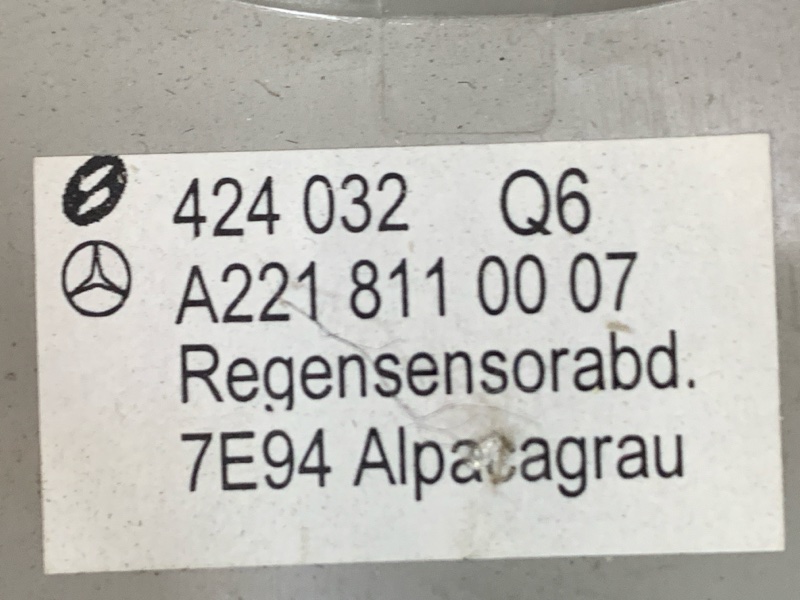 424 032 Q6
A221 811 00 07
Regensensorabd.
7E94 Alpacagrau